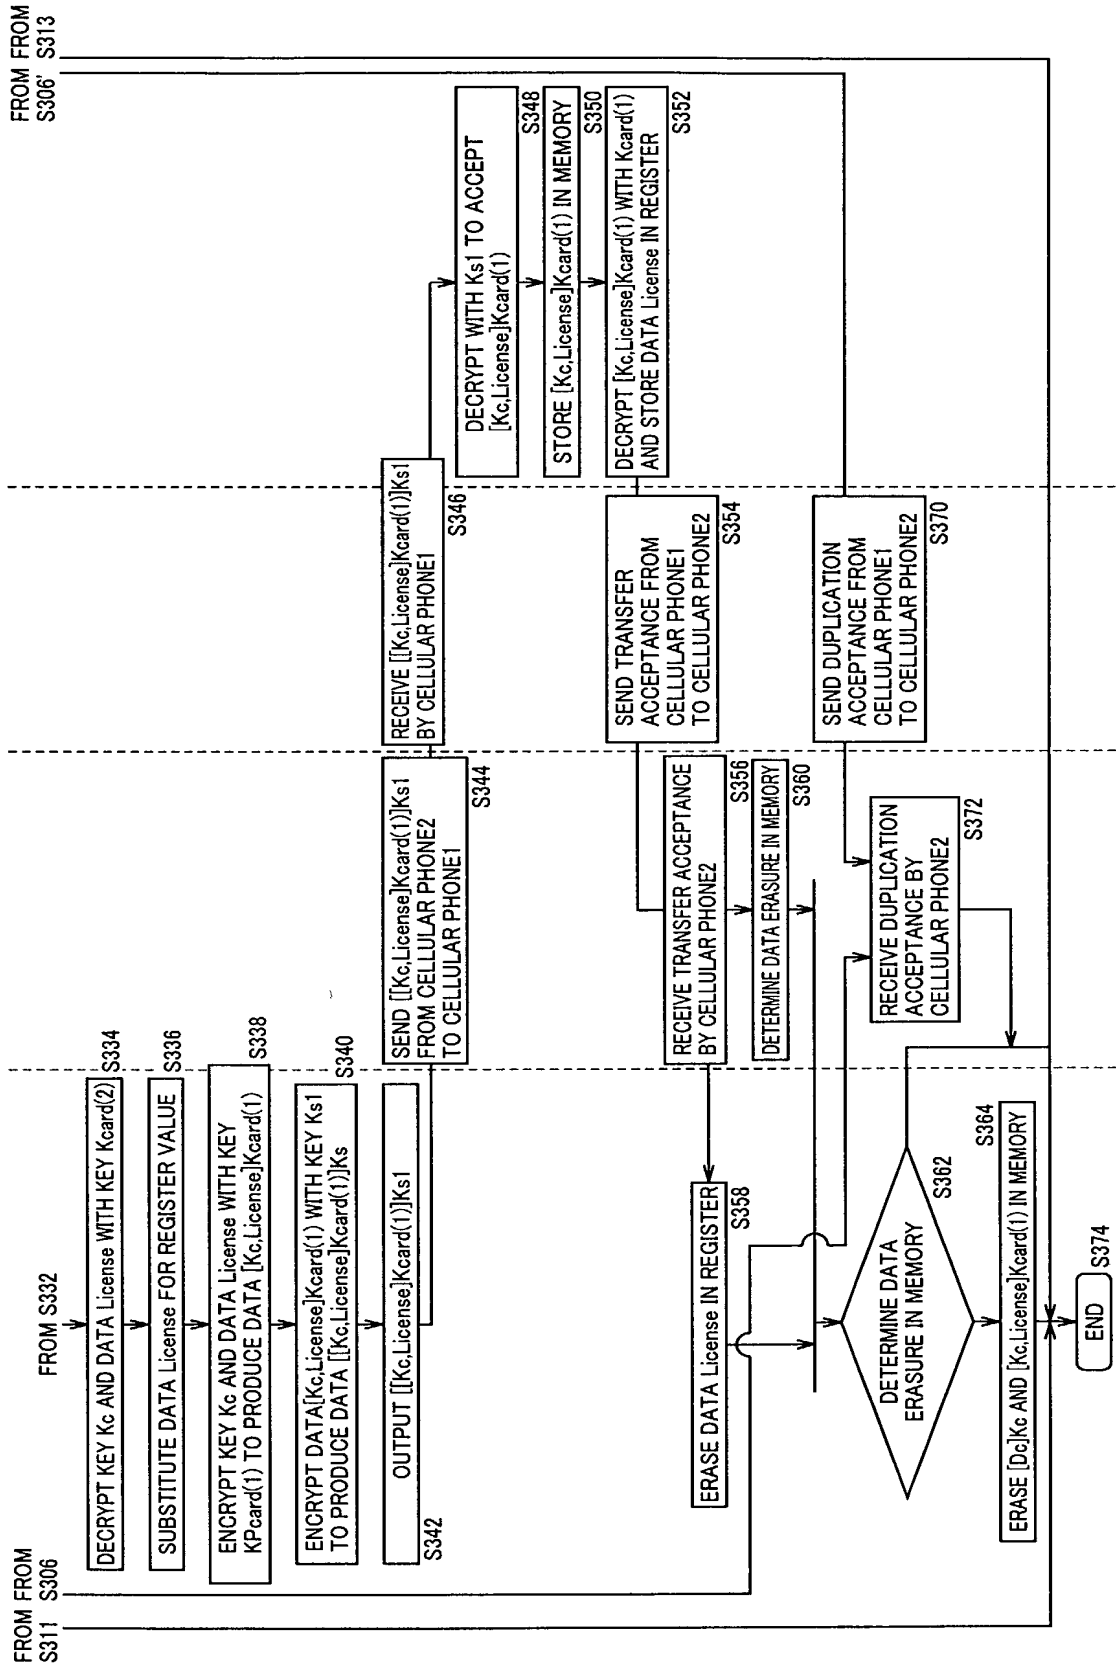 FROM
S311
FROM
S306
FROM S332
FROM
S306'
FROM
S313
DECRYPT KEY Kc AND DATA License WITH KEY Kcard(2)
S334
SUBSTITUTE DATA License FOR REGISTER VALUE
S336
ENCRYPT KEY Kc AND DATA License WITH KEY
KPcard(1) TO PRODUCE DATA [Kc,License]Kcard(1)
S338
ENCRYPT DATA[Kc,License]Kcard(1) WITH KEY Ks1
TO PRODUCE DATA [[Kc,License]Kcard(1)]Ks
S340
OUTPUT [[Kc,License]Kcard(1)]Ks1
S342
SEND [[Kc,License]Kcard(1)]Ks1
FROM CELLULAR PHONE2
TO CELLULAR PHONE1
S344
RECEIVE [[Kc,License]Kcard(1)]Ks1
BY CELLULAR PHONE1
S346
DECRYPT WITH Ks1 TO ACCEPT
[Kc,License]Kcard(1)
S348
STORE [Kc,License]Kcard(1) IN MEMORY
S350
DECRYPT [Kc,License]Kcard(1) WITH Kcard(1)
AND STORE DATA License IN REGISTER
S352
SEND TRANSFER
ACCEPTANCE FROM
CELLULAR PHONE1
TO CELLULAR PHONE2
S354
RECEIVE TRANSFER ACCEPTANCE
BY CELLULAR PHONE2
S356
ERASE DATA License IN REGISTER
S358
DETERMINE DATA ERASURE IN MEMORY
S360
DETERMINE DATA
ERASURE IN MEMORY
S362
ERASE [Dc]Kc AND [Kc,License]Kcard(1) IN MEMORY
S364
SEND DUPLICATION
ACCEPTANCE FROM
CELLULAR PHONE1
TO CELLULAR PHONE2
S370
RECEIVE DUPLICATION
ACCEPTANCE BY
CELLULAR PHONE2
S372
END
S374